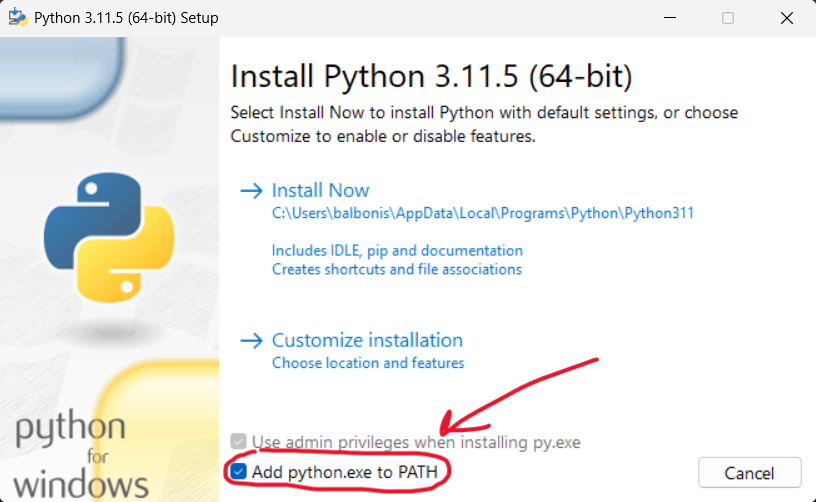 Python 3.11.5 (64-bit) Setup
Install Python 3.11.5 (64-bit)
Select Install Now to install Python with default settings, or choose
Customize to enable or disable features.
Install Now
C:\Users\balbonis\AppData\Local\Programs\Python\Python311
Includes IDLE, pip and documentation
Creates shortcuts and file associations
Customize installation
Choose location and features
Use admin privileges when installing py.exe
Add python.exe to PATH
Cancel
python
for
windows